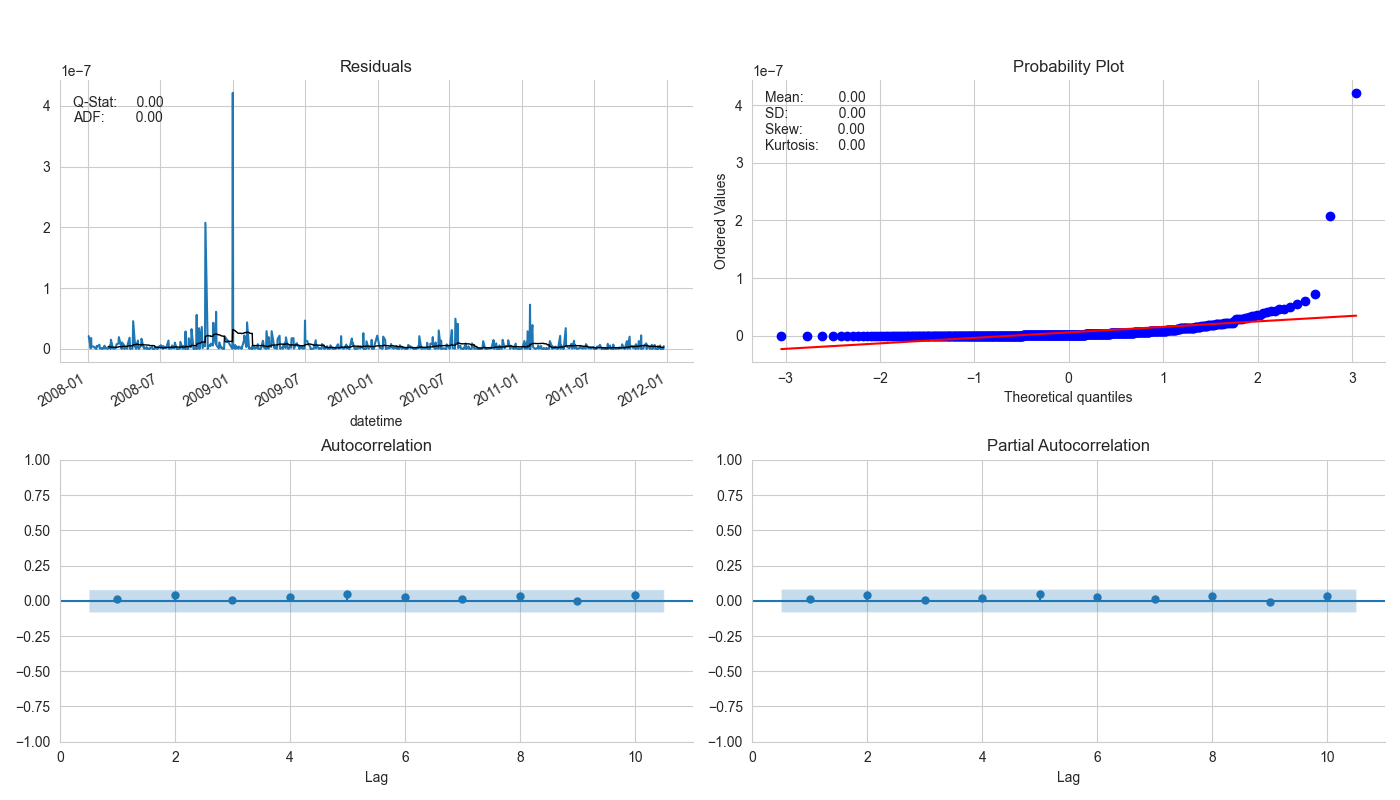 Residuals
1e−7
Q-Stat: 0.00
ADF: 0.00
4
3
2
1
0
2008-01
2008-07
2009-01
2009-07
2010-01
2010-07
2011-01
2011-07
2012-01
datetime
Probability Plot
1e−7
Mean: 0.00
SD: 0.00
Skew: 0.00
Kurtosis: 0.00
Ordered Values
4
3
2
1
0
−3 −2 −1 0 1 2 3
Theoretical quantiles
Autocorrelation
1.00
0.75
0.50
0.25
0.00
−0.25
−0.50
−0.75
−1.00
0 2 4 6 8 10
Lag
Partial Autocorrelation
1.00
0.75
0.50
0.25
0.00
−0.25
−0.50
−0.75
−1.00
0 2 4 6 8 10
Lag